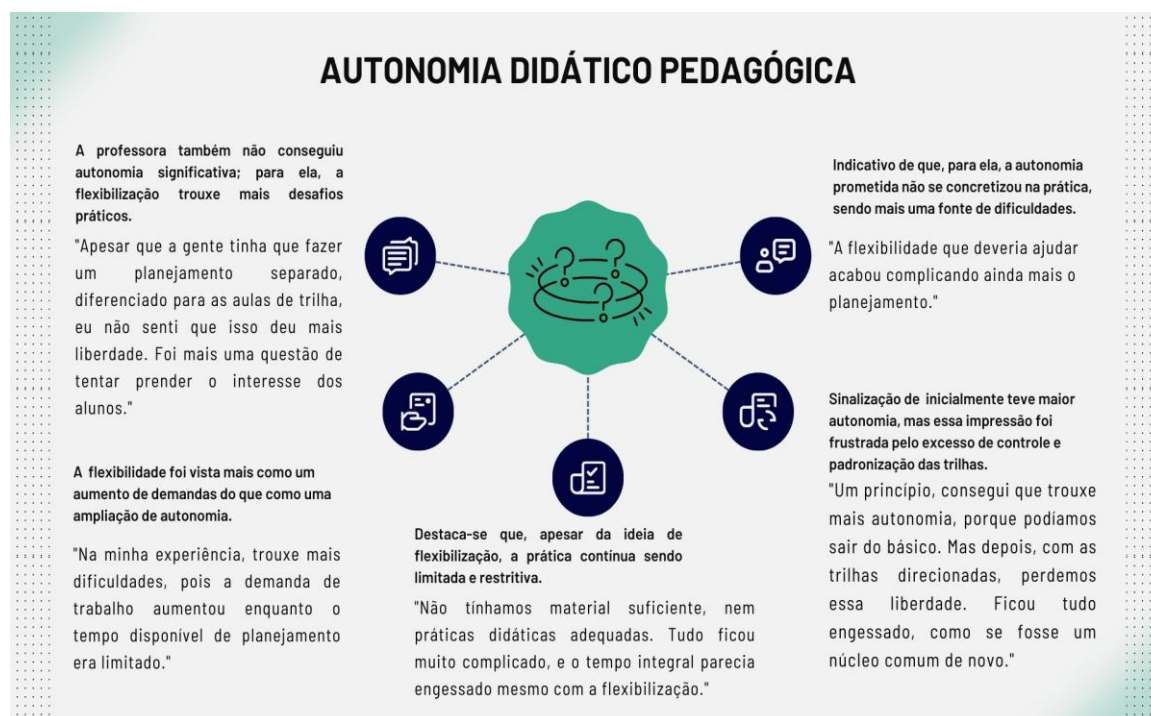 AUTONOMIA DIDÁTICO PEDAGÓGICA
A professora também não conseguiu
autonomia significativa; para ela, a
flexibilização trouxe mais desafios
práticos.
"Apesar que a gente tinha que fazer
um planejamento separado,
diferenciado para as aulas de trilha,
eu não senti que isso deu mais
liberdade. Foi mais uma questão de
tentar prender o interesse dos
alunos."
A flexibilidade foi vista mais como um
aumento de demandas do que como uma
ampliação de autonomia.
"Na minha experiência, trouxe mais
dificuldades, pois a demanda de
trabalho aumentou enquanto o
tempo disponível de planejamento
era limitado."
Destaca-se que, apesar da ideia de
flexibilização, a prática contínua sendo
limitada e restritiva.
"Não tínhamos material suficiente, nem
práticas didáticas adequadas. Tudo ficou
muito complicado, e o tempo integral parecia
engessado mesmo com a flexibilização."
Indicativo de que, para ela, a autonomia
prometida não se concretizou na prática,
sendo mais uma fonte de dificuldades.
"A flexibilidade que deveria ajudar
acabou complicando ainda mais o
planejamento."
Sinalização de inicialmente teve maior
autonomia, mas essa impressão foi
frustrada pelo excesso de controle e
padronização das trilhas.
"Um princípio, consegui que trouxe
mais autonomia, porque podíamos
sair do básico. Mas depois, com as
trilhas direcionadas, perdemos
essa liberdade. Ficou tudo
engessado, como se fosse um
núcleo comum de novo."